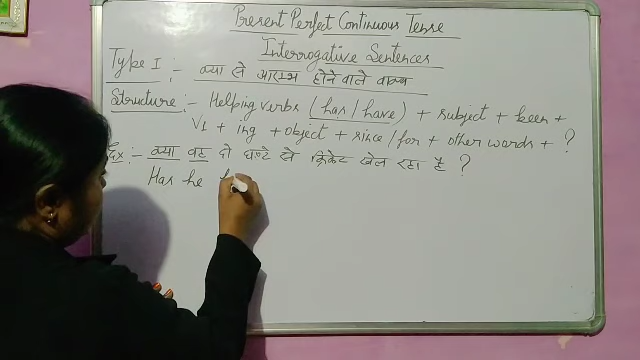 Present Perfect Continuous Tense
Interrogative Sentences
Type I :- क्या से आरम्भ होने वाले वाक्य
Structure :- Helping verbs (has/have) + subject + been +
V1 + ing + object + since/for + other words + ?
Ex :- क्या वह दो घण्टे से क्रिकेट खेल रहा है ?
Has he